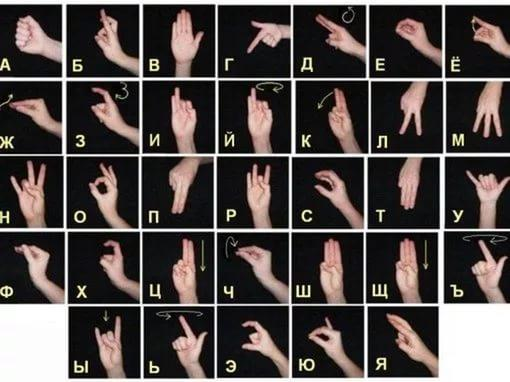 А Б В Г Д Е Ё
Ж З И Й К Л М
Н О П Р С Т У
Ф Х Ц Ч Ш Щ Ъ
Ы Ь Э Ю Я